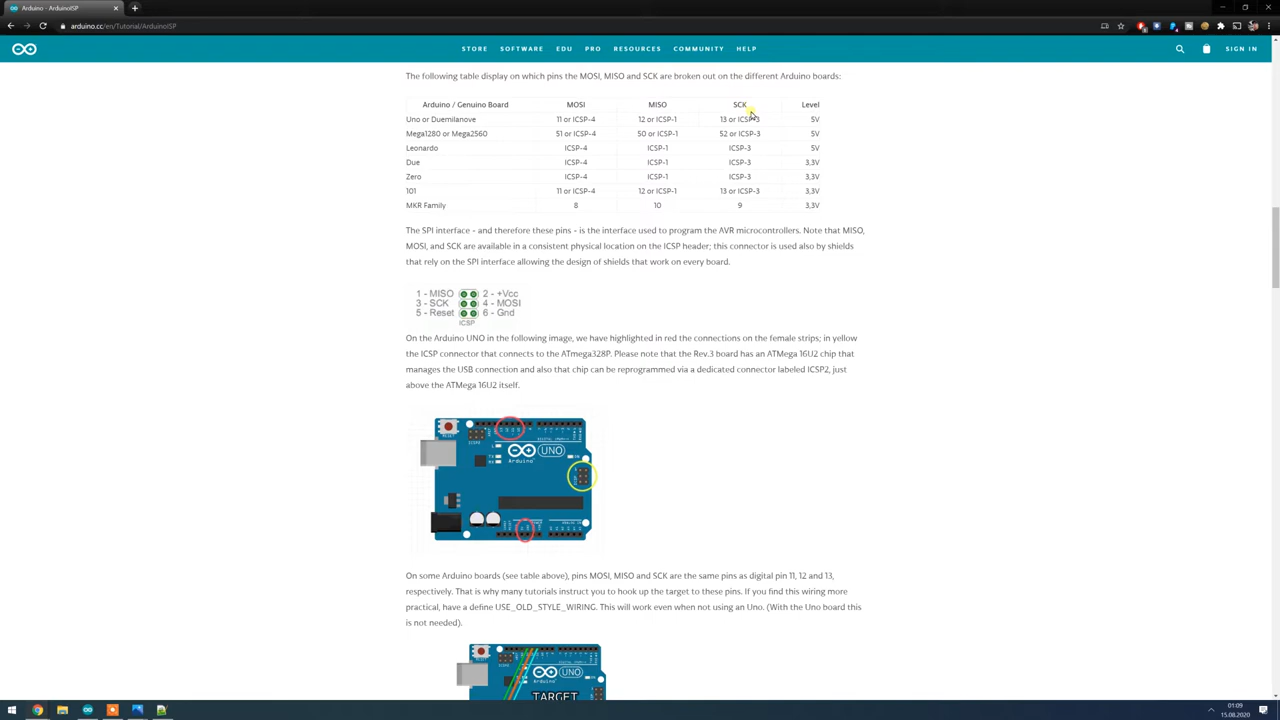 Arduino - ArduinoISP
arduino.cc/en/Tutorial/ArduinoISP
STORE SOFTWARE EDU PRO RESOURCES COMMUNITY HELP SIGN IN
The following table display on which pins the MOSI, MISO and SCK are broken out on the different Arduino boards:
Arduino / Genuino Board MOSI MISO SCK Level
Uno or Duemilanove 11 or ICSP-4 12 or ICSP-1 13 or ICSP-3 5V
Mega1280 or Mega2560 51 or ICSP-4 50 or ICSP-1 52 or ICSP-3 5V
Leonardo ICSP-4 ICSP-1 ICSP-3 5V
Due ICSP-4 ICSP-1 ICSP-3 3,3V
Zero ICSP-4 ICSP-1 ICSP-3 3,3V
101 11 or ICSP-4 12 or ICSP-1 13 or ICSP-3 3,3V
MKR Family 8 10 9 3,3V
The SPI interface - and therefore these pins - is the interface used to program the AVR microcontrollers. Note that MISO,
MOSI, and SCK are available in a consistent physical location on the ICSP header; this connector is used also by shields
that rely on the SPI interface allowing the design of shields that work on every board.
1 - MISO 2 - +Vcc
3 - SCK 4 - MOSI
5 - Reset 6 - Gnd
ICSP
On the Arduino UNO in the following image, we have highlighted in red the connections on the female strips; in yellow
the ICSP connector that connects to the ATmega328P. Please note that the Rev.3 board has an ATMega 16U2 chip that
manages the USB connection and also that chip can be reprogrammed via a dedicated connector labeled ICSP2, just
above the ATMega 16U2 itself.
RESET
ICSP2
DIGITAL
L
TX
RX
UNO
ON
Arduino
On some Arduino boards (see table above), pins MOSI, MISO and SCK are the same pins as digital pin 11, 12 and 13,
respectively. That is why many tutorials instruct you to hook up the target to these pins. If you find this wiring more
practical, have a define USE_OLD_STYLE_WIRING. This will work even when not using an Uno. (With the Uno board this
is not needed).
UNO
TARGET
01:09
15.08.2020